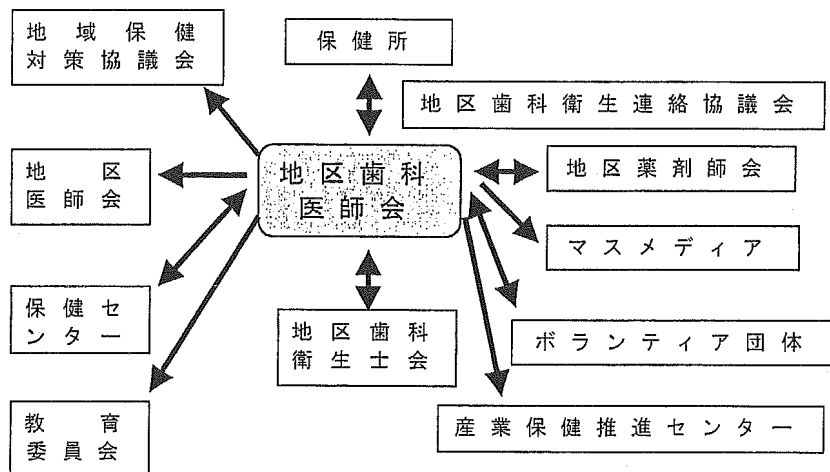 地域保健
対策協議会
保健所
地区歯科衛生連絡協議会
地区
医師会
地区歯科
医師会
地区薬剤師会
マスメディア
保健セ
ンター
地区歯科
衛生士会
ボランティア団体
教育
委員会
産業保健推進センター